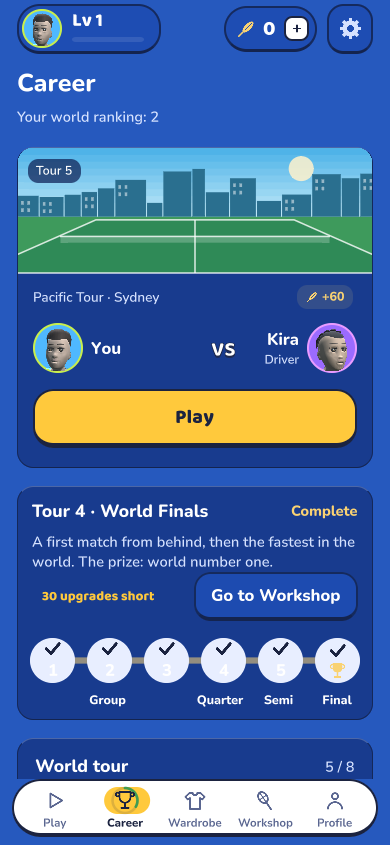 Lv 1
0 +
Career
Your world ranking: 2
Tour 5
Pacific Tour · Sydney
+60
You
VS
Kira
Driver
Play
Tour 4 · World Finals
Complete
A first match from behind, then the fastest in the
world. The prize: world number one.
30 upgrades short
Go to Workshop
1 2 3 4 5
Group Quarter Semi Final
World tour
5 / 8
Play Career Wardrobe Workshop Profile